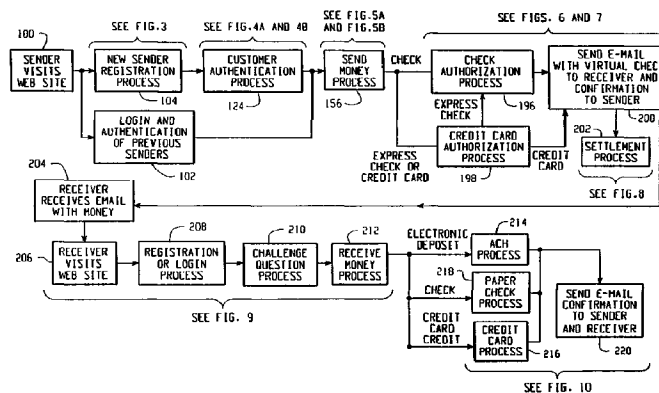 SEE FIG.3
SEE FIG.4A AND 4B
SEE FIG.5A
AND FIG.5B
SEE FIGS. 6 AND 7
100
SENDER
VISITS
WEB SITE
NEW SENDER
REGISTRATION
PROCESS
104
CUSTOMER
AUTHENTICATION
PROCESS
124
SEND
MONEY
PROCESS
156
CHECK
CHECK
AUTHORIZATION
PROCESS
196
SEND E-MAIL
WITH VIRTUAL CHECK
TO RECEIVER AND
CONFIRMATION
TO SENDER
200
LOGIN AND
AUTHENTICATION
OF PREVIOUS
SENDERS
102
EXPRESS
CHECK
EXPRESS CHECK OR
CREDIT CARD
CREDIT CARD
AUTHORIZATION
PROCESS
198
CREDIT
CARD
202
SETTLEMENT
PROCESS
SEE FIG.8
204
RECEIVER
RECEIVES EMAIL
WITH MONEY
206
RECEIVER
VISITS
WEB SITE
208
REGISTRATION
OR LOGIN
PROCESS
210
CHALLENGE
QUESTION
PROCESS
212
RECEIVE
MONEY
PROCESS
SEE FIG. 9
ELECTRONIC
DEPOSIT
214
ACH
PROCESS
CHECK
218
PAPER
CHECK
PROCESS
CREDIT
CARD
CREDIT
CREDIT
CARD
PROCESS
216
SEND E-MAIL
CONFIRMATION
TO SENDER
AND RECEIVER
220
SEE FIG. 10